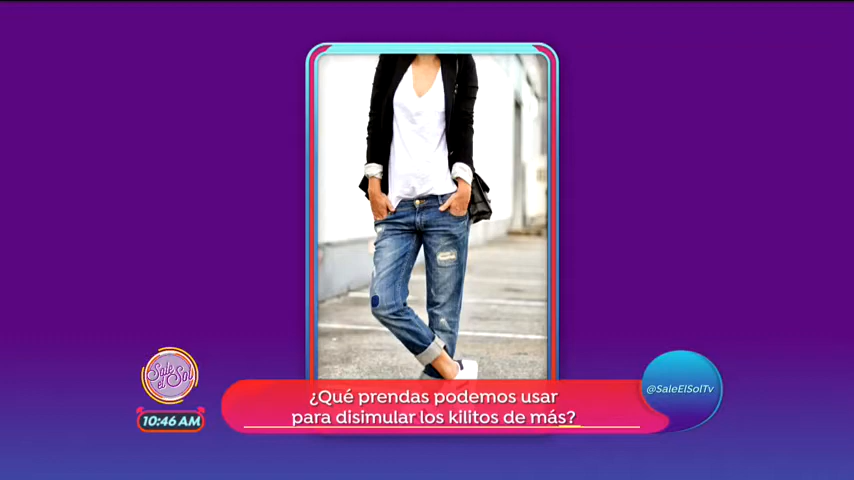 ¿Qué prendas podemos usar
para disimular los kilitos de más?
Sale
el Sol
10:46 AM
@SaleElSolTv